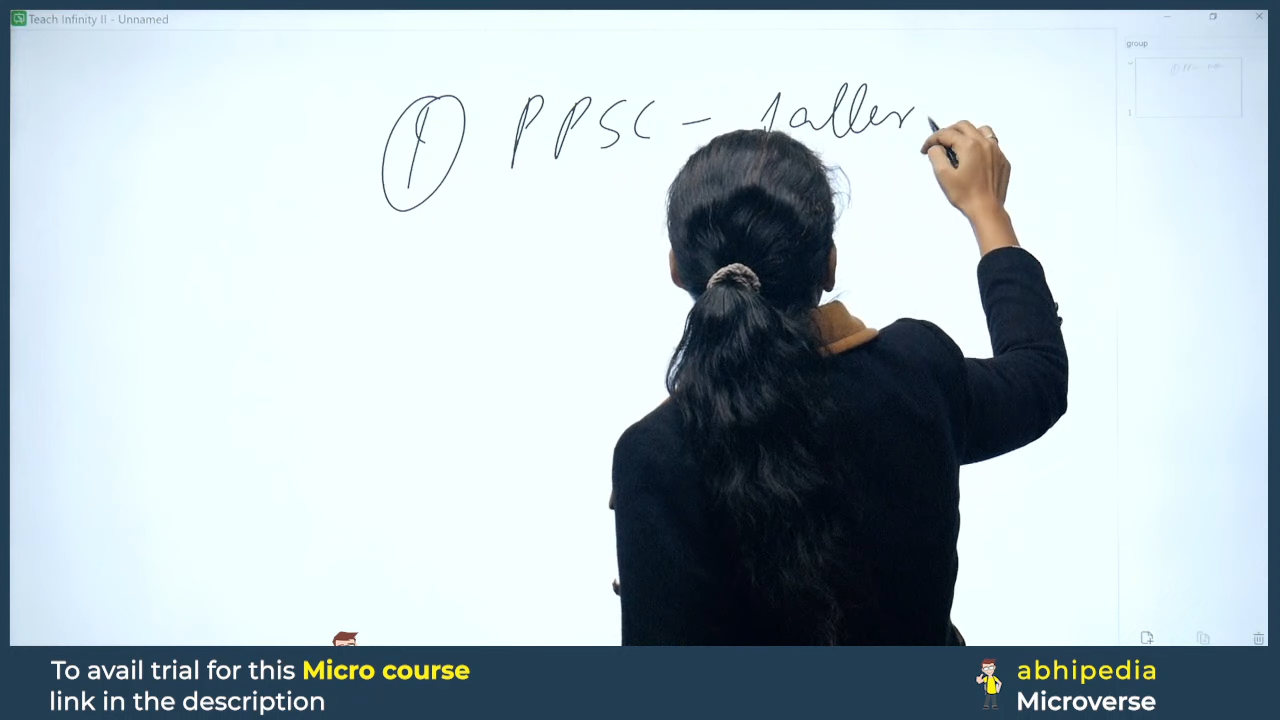 Teach Infinity II - Unnamed
group
① PPSC -
1
To avail trial for this Micro course
link in the description
abhipedia
Microverse